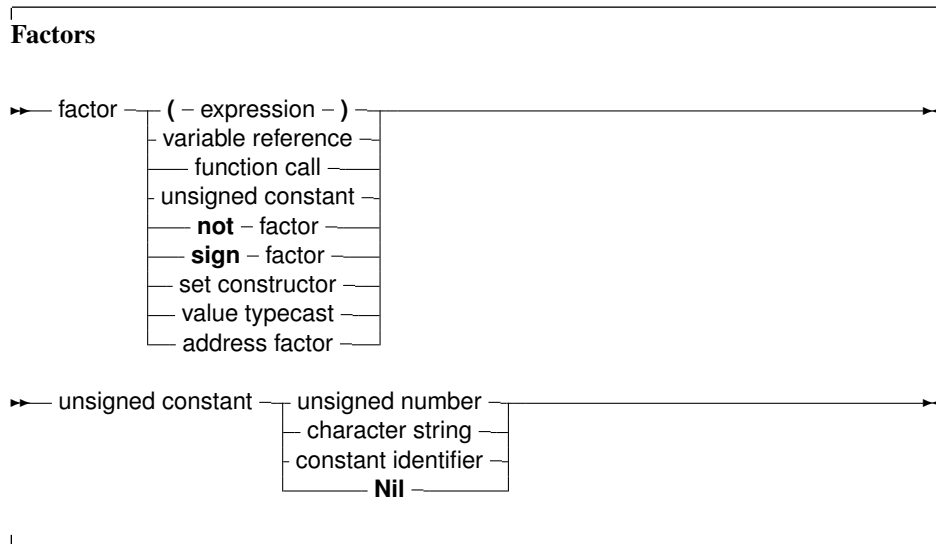 Factors
factor ( expression )
variable reference
function call
unsigned constant
not factor
sign factor
set constructor
value typecast
address factor
unsigned constant unsigned number
character string
constant identifier
Nil